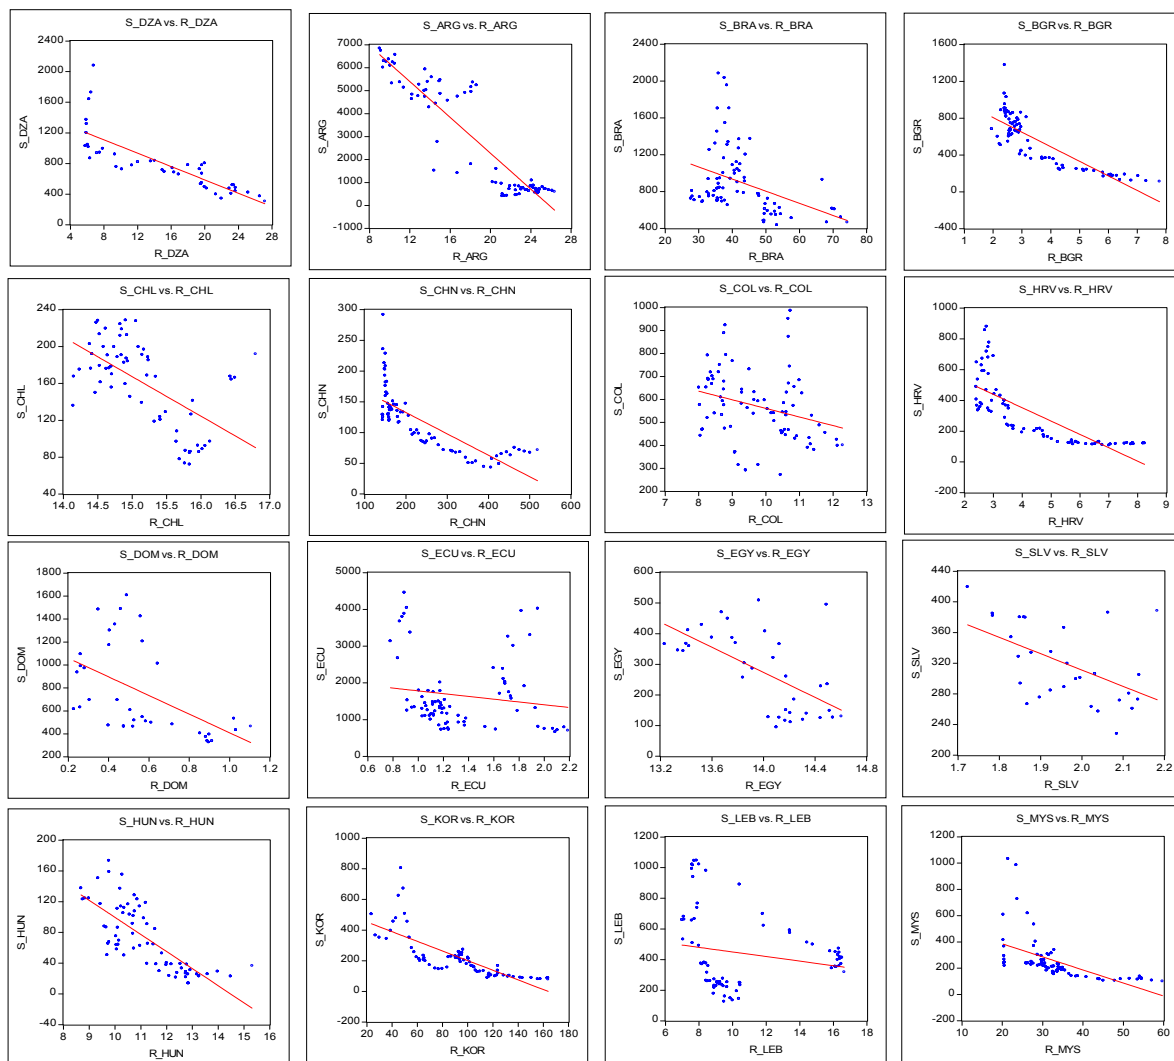 S_DZA vs. R_DZA
2400
2000
1600
1200
800
400
0
S_DZA
4 8 12 16 20 24 28
R_DZA
S_ARG vs. R_ARG
7000
6000
5000
4000
3000
2000
1000
0
-1000
S_ARG
8 12 16 20 24 28
R_ARG
S_BRA vs. R_BRA
2400
2000
1600
1200
800
400
S_BRA
20 30 40 50 60 70 80
R_BRA
S_BGR vs. R_BGR
1600
1200
800
400
0
-400
S_BGR
1 2 3 4 5 6 7 8
R_BGR
S_CHL vs. R_CHL
240
200
160
120
80
40
S_CHL
14.0 14.5 15.0 15.5 16.0 16.5 17.0
R_CHL
S_CHN vs. R_CHN
300
250
200
150
100
50
0
S_CHN
100 200 300 400 500 600
R_CHN
S_COL vs. R_COL
1000
900
800
700
600
500
400
300
200
S_COL
7 8 9 10 11 12 13
R_COL
S_HRV vs. R_HRV
1000
800
600
400
200
0
-200
S_HRV
2 3 4 5 6 7 8 9
R_HRV
S_DOM vs. R_DOM
1800
1600
1400
1200
1000
800
600
400
200
S_DOM
0.2 0.4 0.6 0.8 1.0 1.2
R_DOM
S_ECU vs. R_ECU
5000
4000
3000
2000
1000
0
S_ECU
0.6 0.8 1.0 1.2 1.4 1.6 1.8 2.0 2.2
R_ECU
S_EGY vs. R_EGY
600
500
400
300
200
100
0
S_EGY
13.2 13.6 14.0 14.4 14.8
R_EGY
S_SLV vs. R_SLV
440
400
360
320
280
240
200
S_SLV
1.7 1.8 1.9 2.0 2.1 2.2
R_SLV
S_HUN vs. R_HUN
200
160
120
80
40
0
-40
S_HUN
8 9 10 11 12 13 14 15 16
R_HUN
S_KOR vs. R_KOR
1000
800
600
400
200
0
-200
S_KOR
20 40 60 80 100 120 140 160 180
R_KOR
S_LEB vs. R_LEB
1200
1000
800
600
400
200
0
S_LEB
6 8 10 12 14 16 18
R_LEB
S_MYS vs. R_MYS
1200
1000
800
600
400
200
0
-200
S_MYS
10 20 30 40 50 60
R_MYS